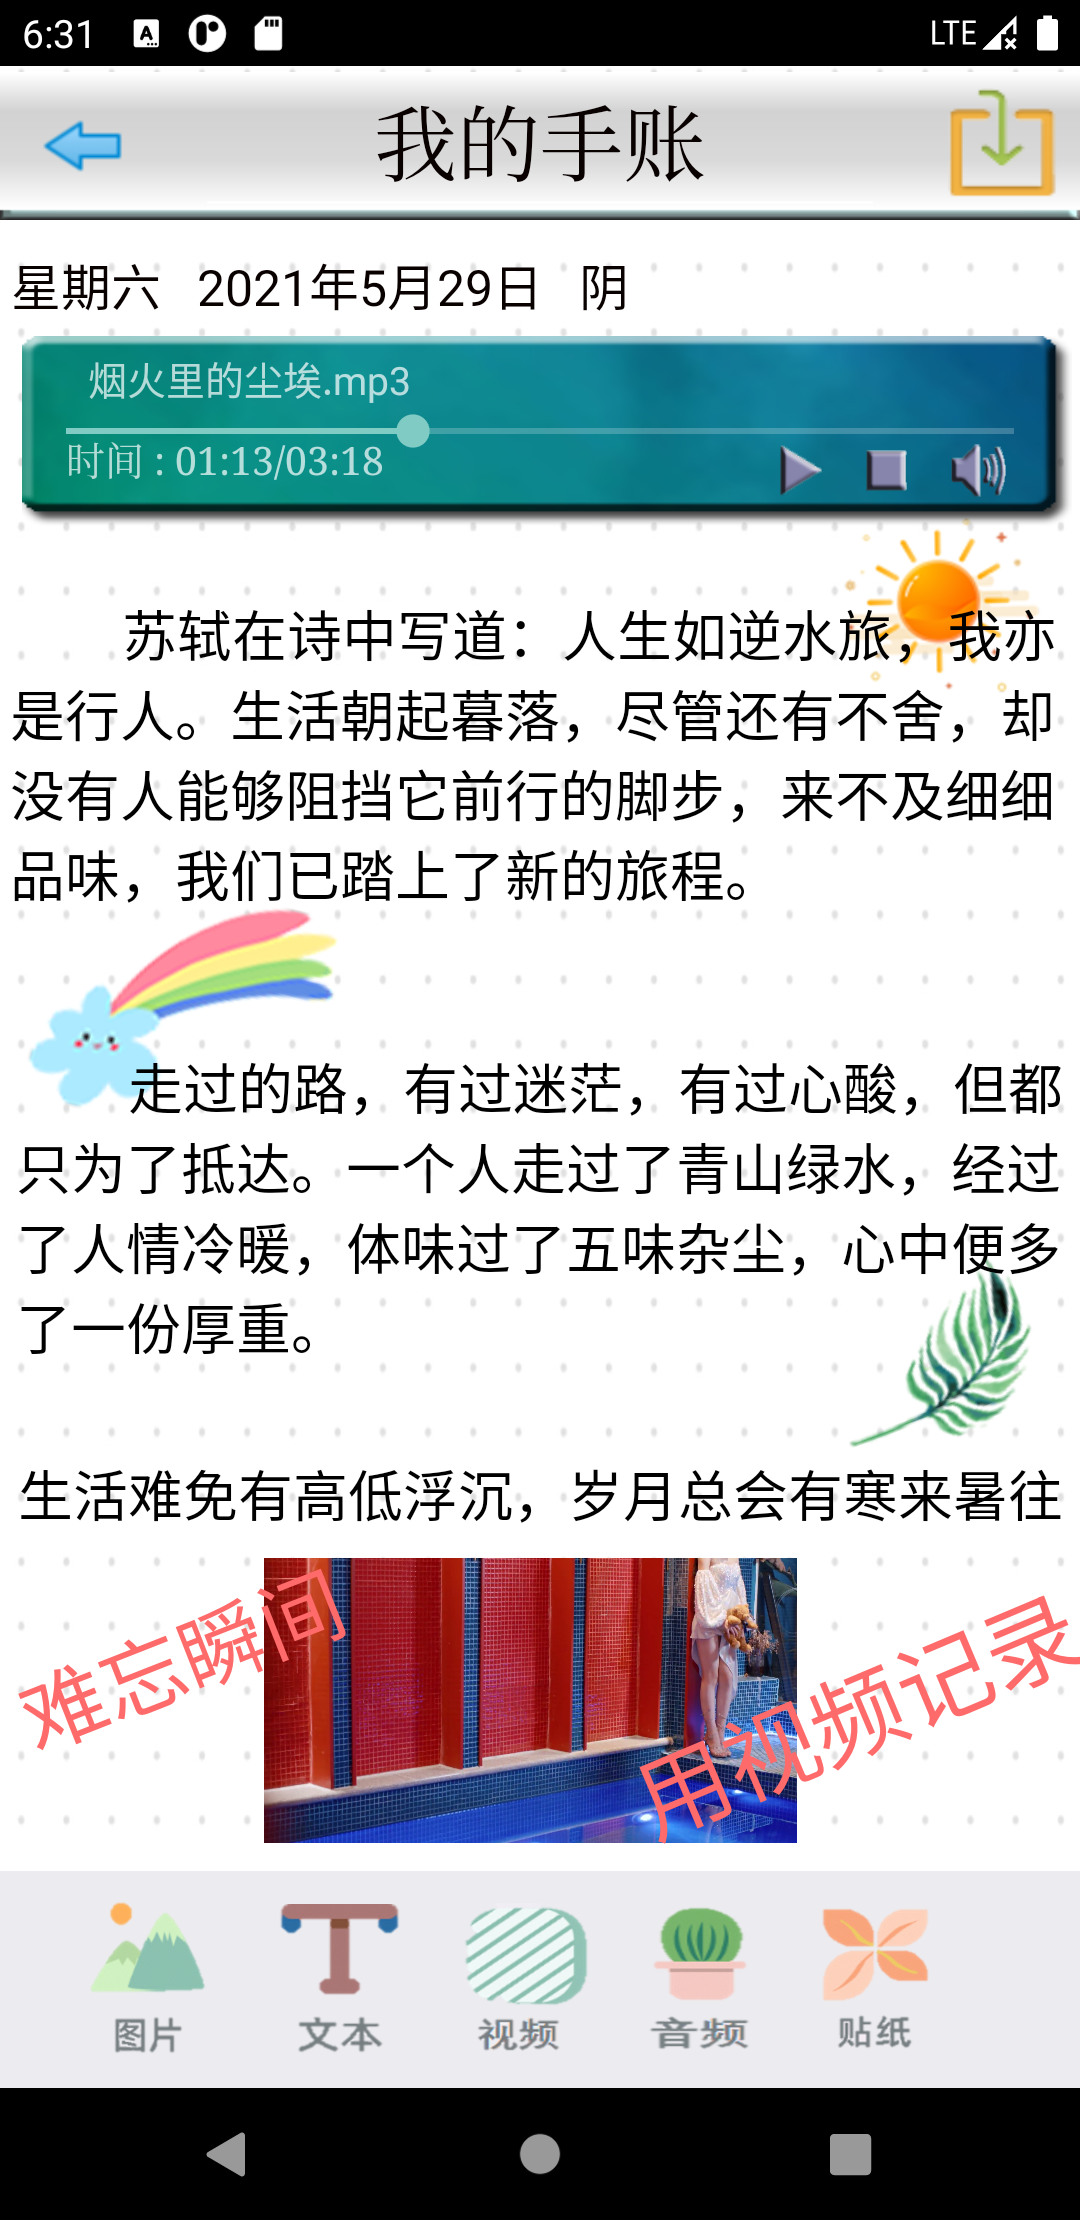 6:31 LTE
我的手账
星期六 2021年5月29日 阴
烟火里的尘埃.mp3
时间 : 01:13/03:18
苏轼在诗中写道：人生如逆水旅，我亦
是行人。生活朝起暮落，尽管还有不舍，却
没有人能够阻挡它前行的脚步，来不及细细
品味，我们已踏上了新的旅程。
走过的路，有过迷茫，有过心酸，但都
只为了抵达。一个人走过了青山绿水，经过
了人情冷暖，体味过了五味杂尘，心中便多
了一份厚重。
生活难免有高低浮沉，岁月总会有寒来暑往
难忘瞬间
用视频记录
图片 文本 视频 音频 贴纸